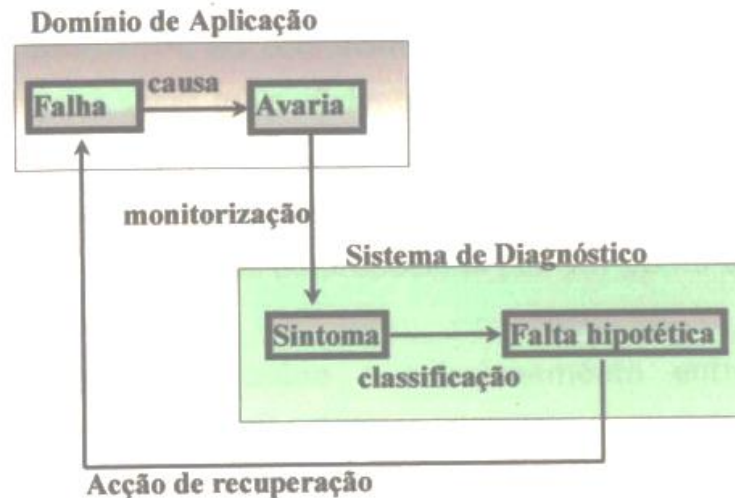 Domínio de Aplicação
causa
Falha
Avaria
monitorização
Sistema de Diagnóstico
Sintoma
Falta hipotética
classificação
Acção de recuperação